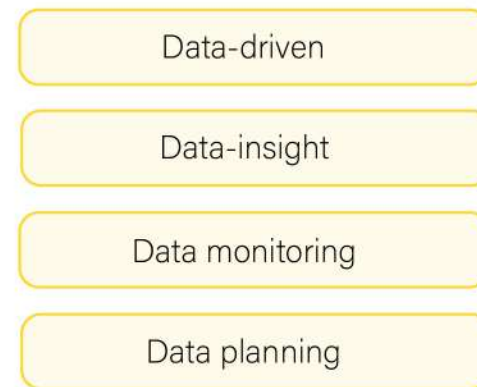 Data-driven
Data-insight
Data monitoring
Data planning